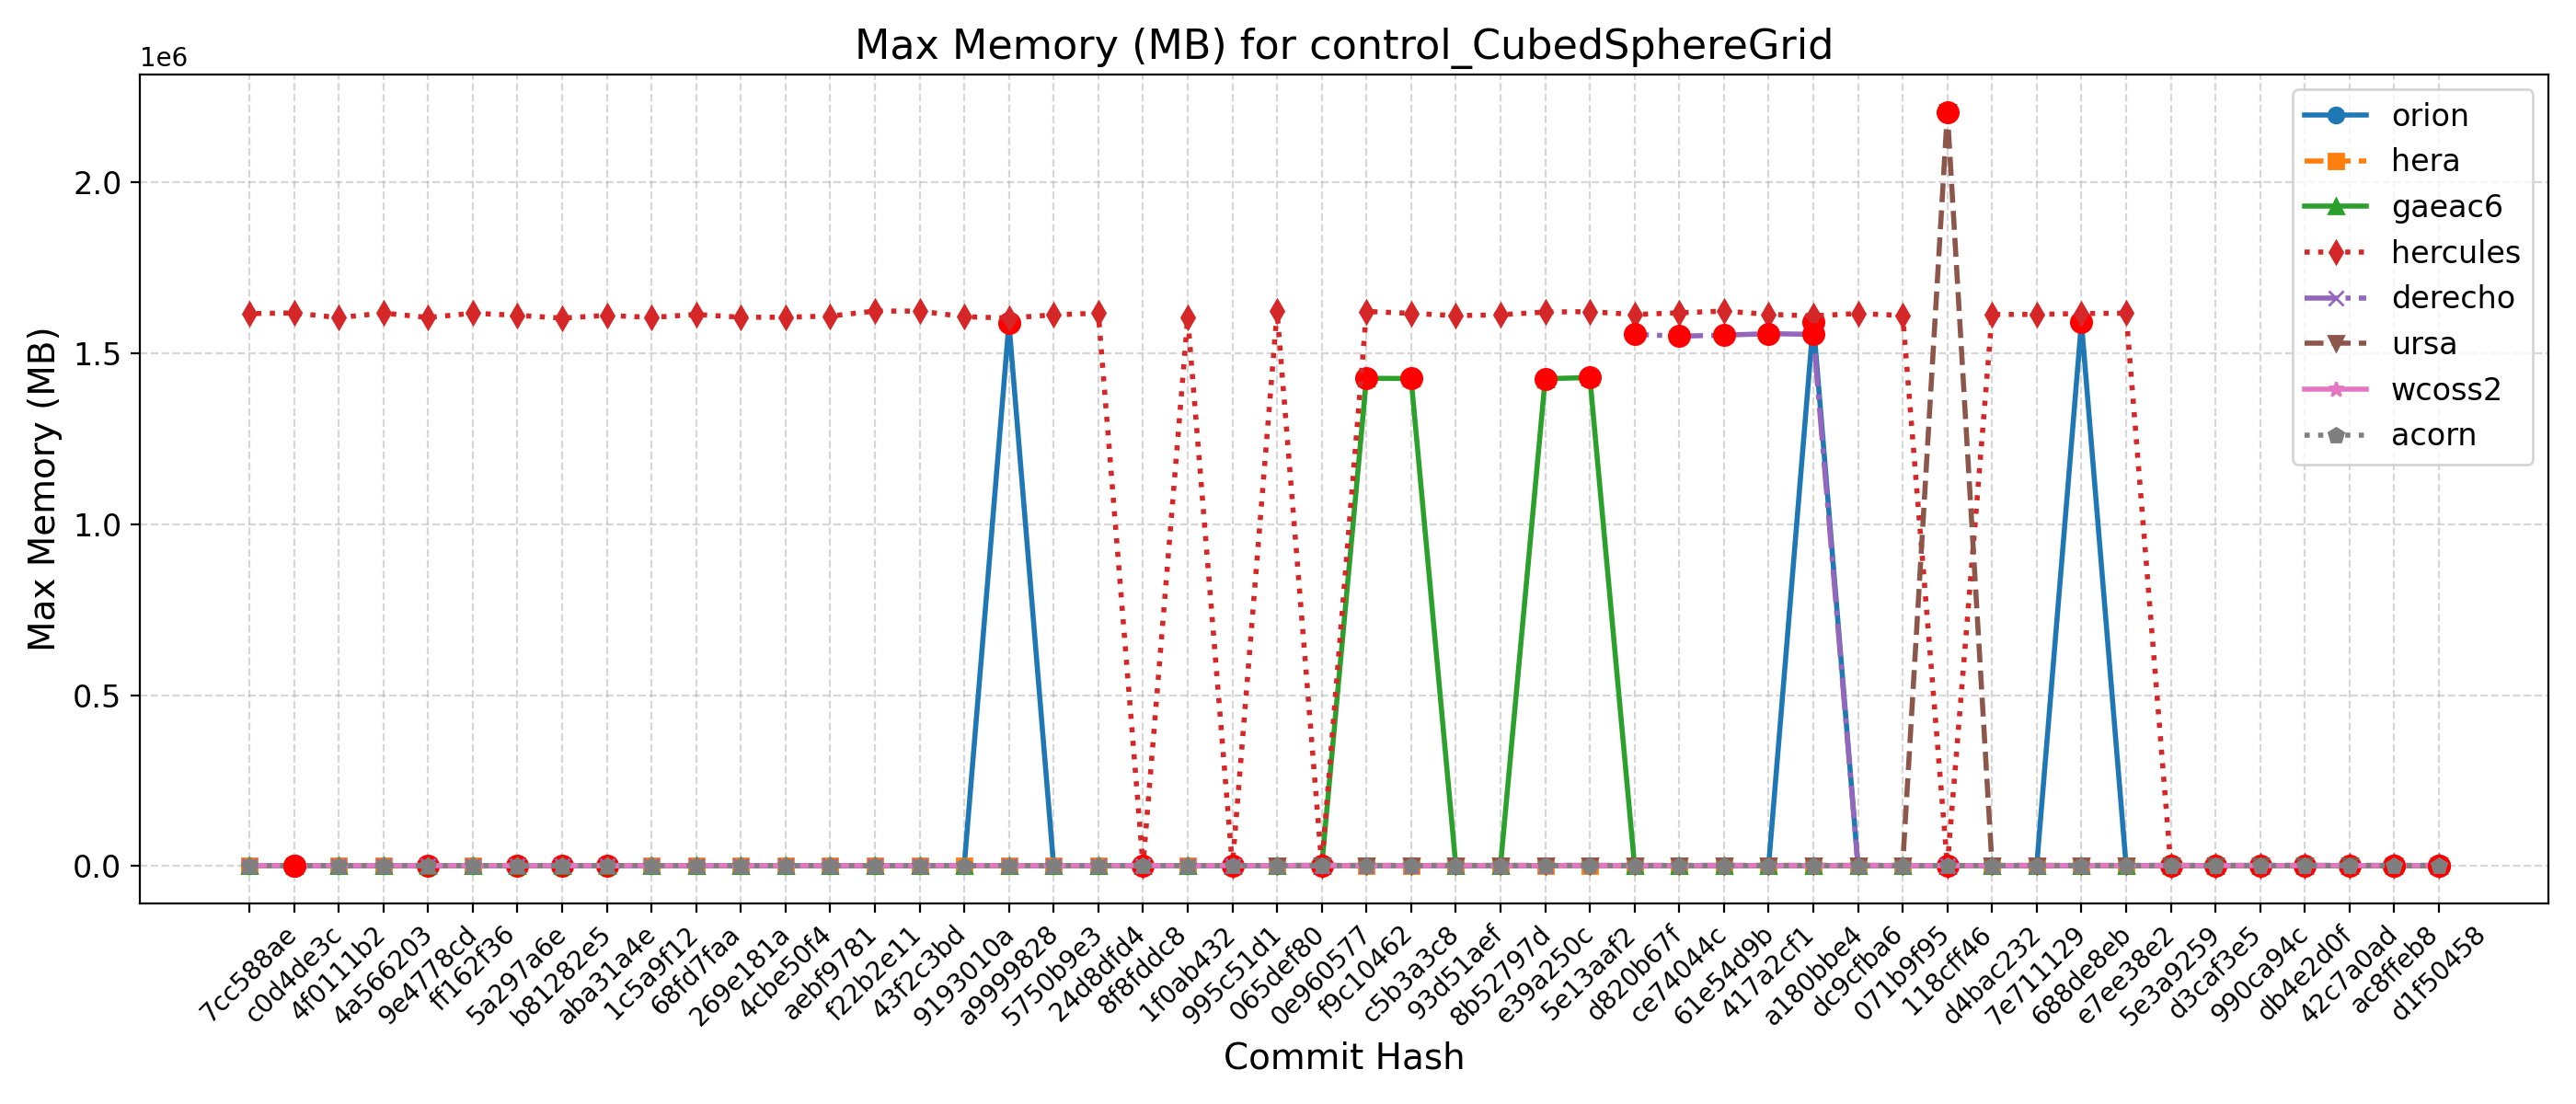 Max Memory (MB) for control_CubedSphereGrid
1e6
Max Memory (MB)
2.0
1.5
1.0
0.5
0.0
orion
hera
gaeac6
hercules
derecho
ursa
wcoss2
acorn
7cc588ae
c0d4de3c
4f0111b2
4a566203
9e4778cd
ff162f36
5a297a6e
b81282e5
aba31a4e
1c5a9f12
68fd7faa
269e181a
4cbe50f4
aebf9781
f22b2e11
43f2c3bd
9193010a
a9999828
5750b9e3
24d8dfd4
8f8fddc8
1f0ab432
995c51d1
065def80
0e960577
f9c10462
c5b3a3c8
93d51aef
8b52797d
e39a250c
5e13aaf2
d820b67f
ce74044c
61e54d9b
417a2cf1
a180bbe4
dc9cfba6
071b9f95
118cff46
d4bac232
7e711129
688de8eb
e7ee38e2
5e3a9259
d3caf3e5
990ca94c
db4e2d0f
42c7a0ad
ac8ffeb8
d1f50458
Commit Hash